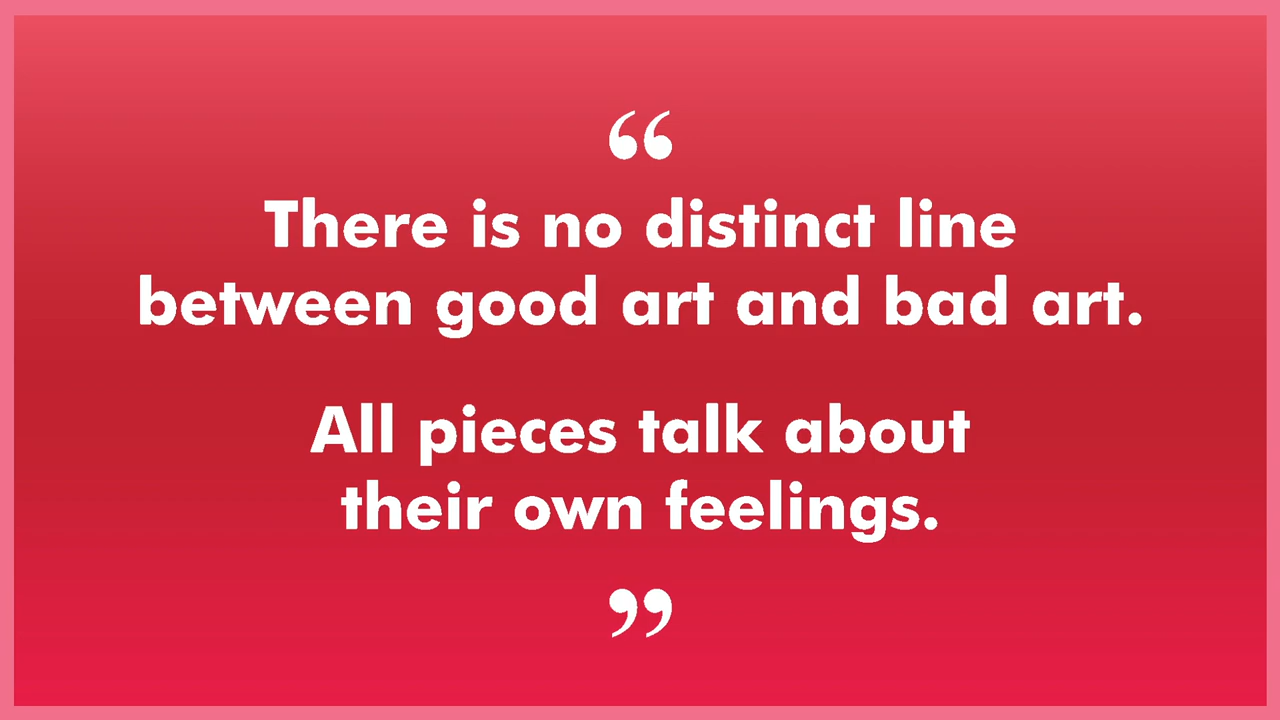 “
There is no distinct line
between good art and bad art.
All pieces talk about
their own feelings.
”